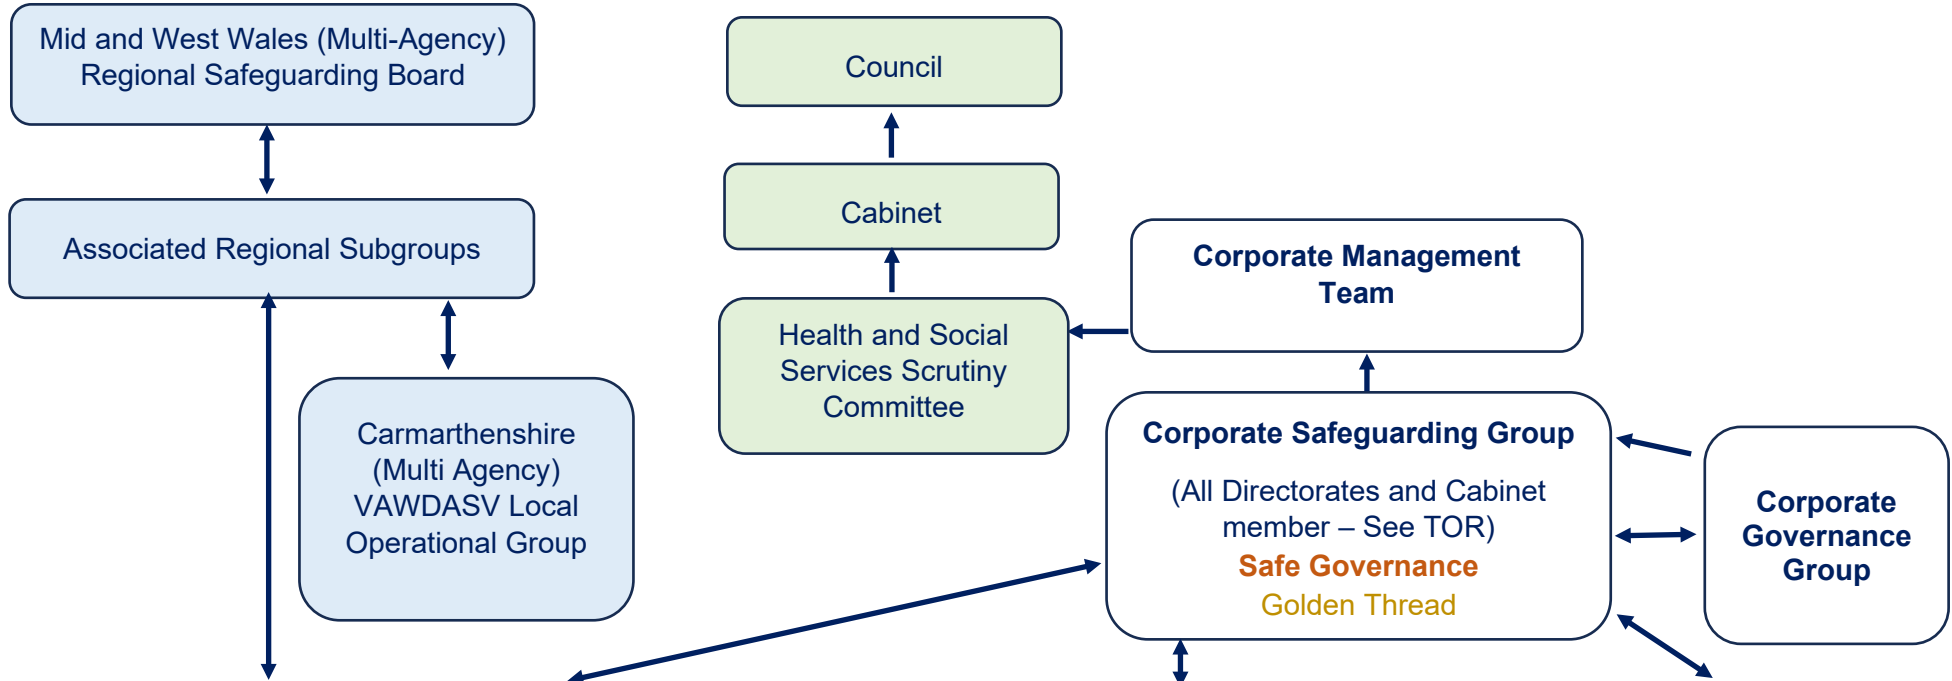 Mid and West Wales (Multi-Agency)
Regional Safeguarding Board
Associated Regional Subgroups
Carmarthenshire
(Multi Agency)
VAWDASV Local
Operational Group
Council
Cabinet
Health and Social
Services Scrutiny
Committee
Corporate Management
Team
Corporate Safeguarding Group
(All Directorates and Cabinet
member – See TOR)
Safe Governance
Golden Thread
Corporate
Governance
Group